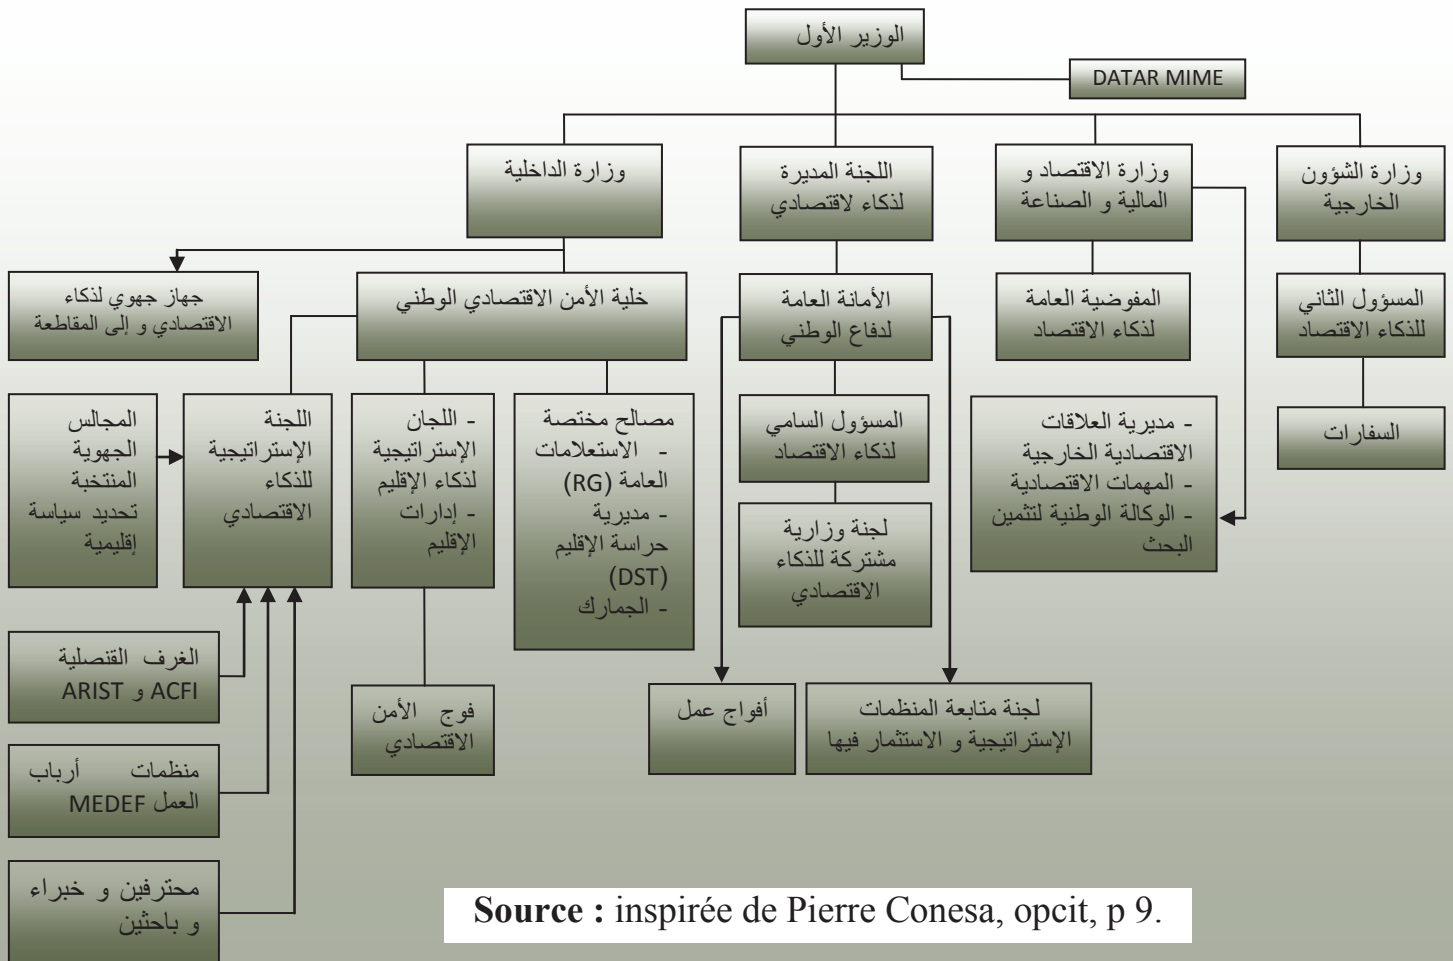 الوزير الأول
DATAR MIME
وزارة الداخلية
اللجنة المديرة
لذكاء لاقتصادي
وزارة الاقتصاد و
المالية و الصناعة
وزارة الشؤون
الخارجية
جهاز جهوي لذكاء
الاقتصادي و إلى المقاطعة
خلية الأمن الاقتصادي الوطني
الأمانة العامة
لدفاع الوطني
المفوضية العامة
لذكاء الاقتصاد
المسؤول الثاني
للذكاء الاقتصاد
المجالس
الجهوية
المنتخبة
تحديد سياسة
إقليمية
اللجنة
الإستراتيجية
للذكاء
الاقتصادي
- اللجان
الإستراتيجية
لذكاء الإقليم
- إدارات
الإقليم
مصالح مختصة
- الاستعلامات
العامة (RG)
- مديرية
حراسة الإقليم
(DST)
- الجمارك
المسؤول السامي
لذكاء الاقتصاد
لجنة وزارية
مشتركة للذكاء
الاقتصادي
- مديرية العلاقات
الاقتصادية الخارجية
- المهمات الاقتصادية
- الوكالة الوطنية لتثمين
البحث
السفارات
الغرف القنصلية
ACFI و ARIST
فوج الأمن
الاقتصادي
أفواج عمل
لجنة متابعة المنظمات
الإستراتيجية و الاستثمار فيها
منظمات أرباب
العمل MEDEF
محترفين و خبراء
و باحثين
Source : inspirée de Pierre Conesa, opcit, p 9.